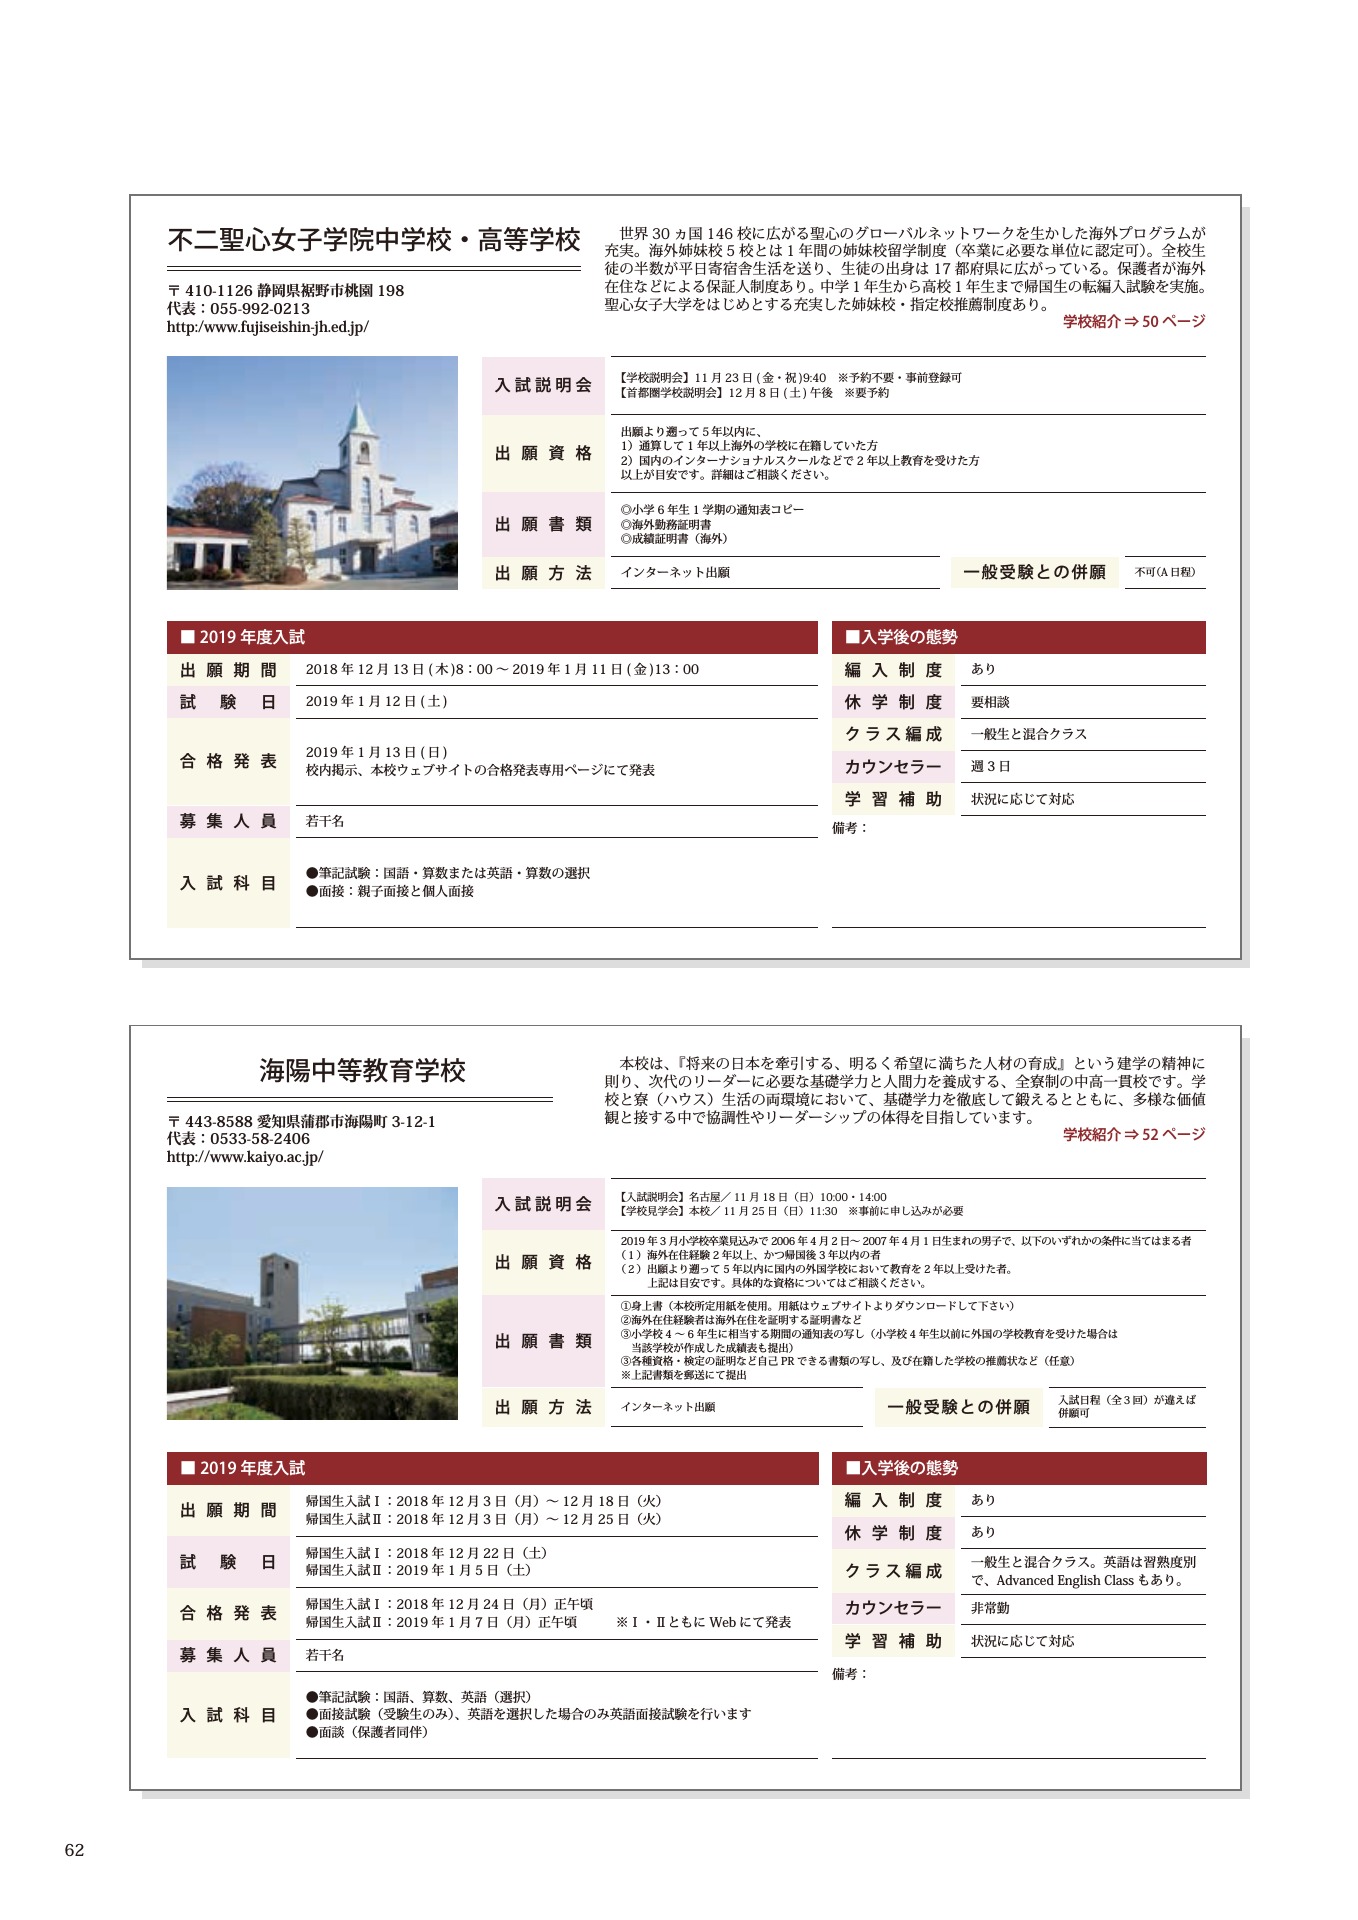 不二聖心女子学院中学校・高等学校
〒 410-1126 静岡県裾野市桃園 198
代表：055-992-0213
http:/www.fujiseishin-jh.ed.jp/
世界 30 ヵ国 146 校に広がる聖心のグローバルネットワークを生かした海外プログラムが
充実。海外姉妹校 5 校とは 1 年間の姉妹校留学制度（卒業に必要な単位に認定可）。全校生
徒の半数が平日寄宿舎生活を送り、生徒の出身は 17 都府県に広がっている。保護者が海外
在住などによる保証人制度あり。中学 1 年生から高校 1 年生まで帰国生の転編入試験を実施。
聖心女子大学をはじめとする充実した姉妹校・指定校推薦制度あり。
学校紹介 ⇒ 50 ページ
入試説明会
【学校説明会】11 月 23 日 ( 金・祝 )9:40　※予約不要・事前登録可
【首都圏学校説明会】12 月 8 日 ( 土 ) 午後　※要予約
出願資格
出願より遡って 5 年以内に、
1）通算して 1 年以上海外の学校に在籍していた方
2）国内のインターナショナルスクールなどで 2 年以上教育を受けた方
以上が目安です。詳細はご相談ください。
出願書類
◎小学 6 年生 1 学期の通知表コピー
◎海外勤務証明書
◎成績証明書（海外）
出願方法
インターネット出願
一般受験との併願
不可（A 日程）
■ 2019 年度入試
出願期間
2018 年 12 月 13 日 ( 木 )8：00 〜 2019 年 1 月 11 日 ( 金 )13：00
試験日
2019 年 1 月 12 日 ( 土 )
合格発表
2019 年 1 月 13 日 ( 日 )
校内掲示、本校ウェブサイトの合格発表専用ページにて発表
募集人員
若干名
入試科目
●筆記試験：国語・算数または英語・算数の選択
●面接：親子面接と個人面接
■入学後の態勢
編入制度
あり
休学制度
要相談
クラス編成
一般生と混合クラス
カウンセラー
週 3 日
学習補助
状況に応じて対応
備考：
海陽中等教育学校
〒 443-8588 愛知県蒲郡市海陽町 3-12-1
代表：0533-58-2406
http://www.kaiyo.ac.jp/
本校は、『将来の日本を牽引する、明るく希望に満ちた人材の育成』という建学の精神に
則り、次代のリーダーに必要な基礎学力と人間力を養成する、全寮制の中高一貫校です。学
校と寮（ハウス）生活の両環境において、基礎学力を徹底して鍛えるとともに、多様な価値
観と接する中で協調性やリーダーシップの体得を目指しています。
学校紹介 ⇒ 52 ページ
入試説明会
【入試説明会】名古屋／ 11 月 18 日（日）10:00・14:00
【学校見学会】本校／ 11 月 25 日（日）11:30　※事前に申し込みが必要
出願資格
2019 年 3 月小学校卒業見込みで 2006 年 4 月 2 日〜 2007 年 4 月 1 日生まれの男子で、以下のいずれかの条件に当てはまる者
（1）海外在住経験 2 年以上、かつ帰国後 3 年以内の者
（2）出願より遡って 5 年以内に国内の外国学校において教育を 2 年以上受けた者。
上記は目安です。具体的な資格についてはご相談ください。
出願書類
①身上書（本校所定用紙を使用。用紙はウェブサイトよりダウンロードして下さい）
②海外在住経験者は海外在住を証明する証明書など
③小学校 4 〜 6 年生に相当する期間の通知表の写し（小学校 4 年生以前に外国の学校教育を受けた場合は
当該学校が作成した成績表も提出）
③各種資格・検定の証明など自己 PR できる書類の写し、及び在籍した学校の推薦状など（任意）
※上記書類を郵送にて提出
出願方法
インターネット出願
一般受験との併願
入試日程（全 3 回）が違えば
併願可
■ 2019 年度入試
出願期間
帰国生入試Ⅰ：2018 年 12 月 3 日（月）〜 12 月 18 日（火）
帰国生入試Ⅱ：2018 年 12 月 3 日（月）〜 12 月 25 日（火）
試験日
帰国生入試Ⅰ：2018 年 12 月 22 日（土）
帰国生入試Ⅱ：2019 年 1 月 5 日（土）
合格発表
帰国生入試Ⅰ：2018 年 12 月 24 日（月）正午頃
帰国生入試Ⅱ：2019 年 1 月 7 日（月）正午頃　　　※Ⅰ・Ⅱともに Web にて発表
募集人員
若干名
入試科目
●筆記試験：国語、算数、英語（選択）
●面接試験（受験生のみ）、英語を選択した場合のみ英語面接試験を行います
●面談（保護者同伴）
■入学後の態勢
編入制度
あり
休学制度
あり
クラス編成
一般生と混合クラス。英語は習熟度別
で、Advanced English Class もあり。
カウンセラー
非常勤
学習補助
状況に応じて対応
備考：
62